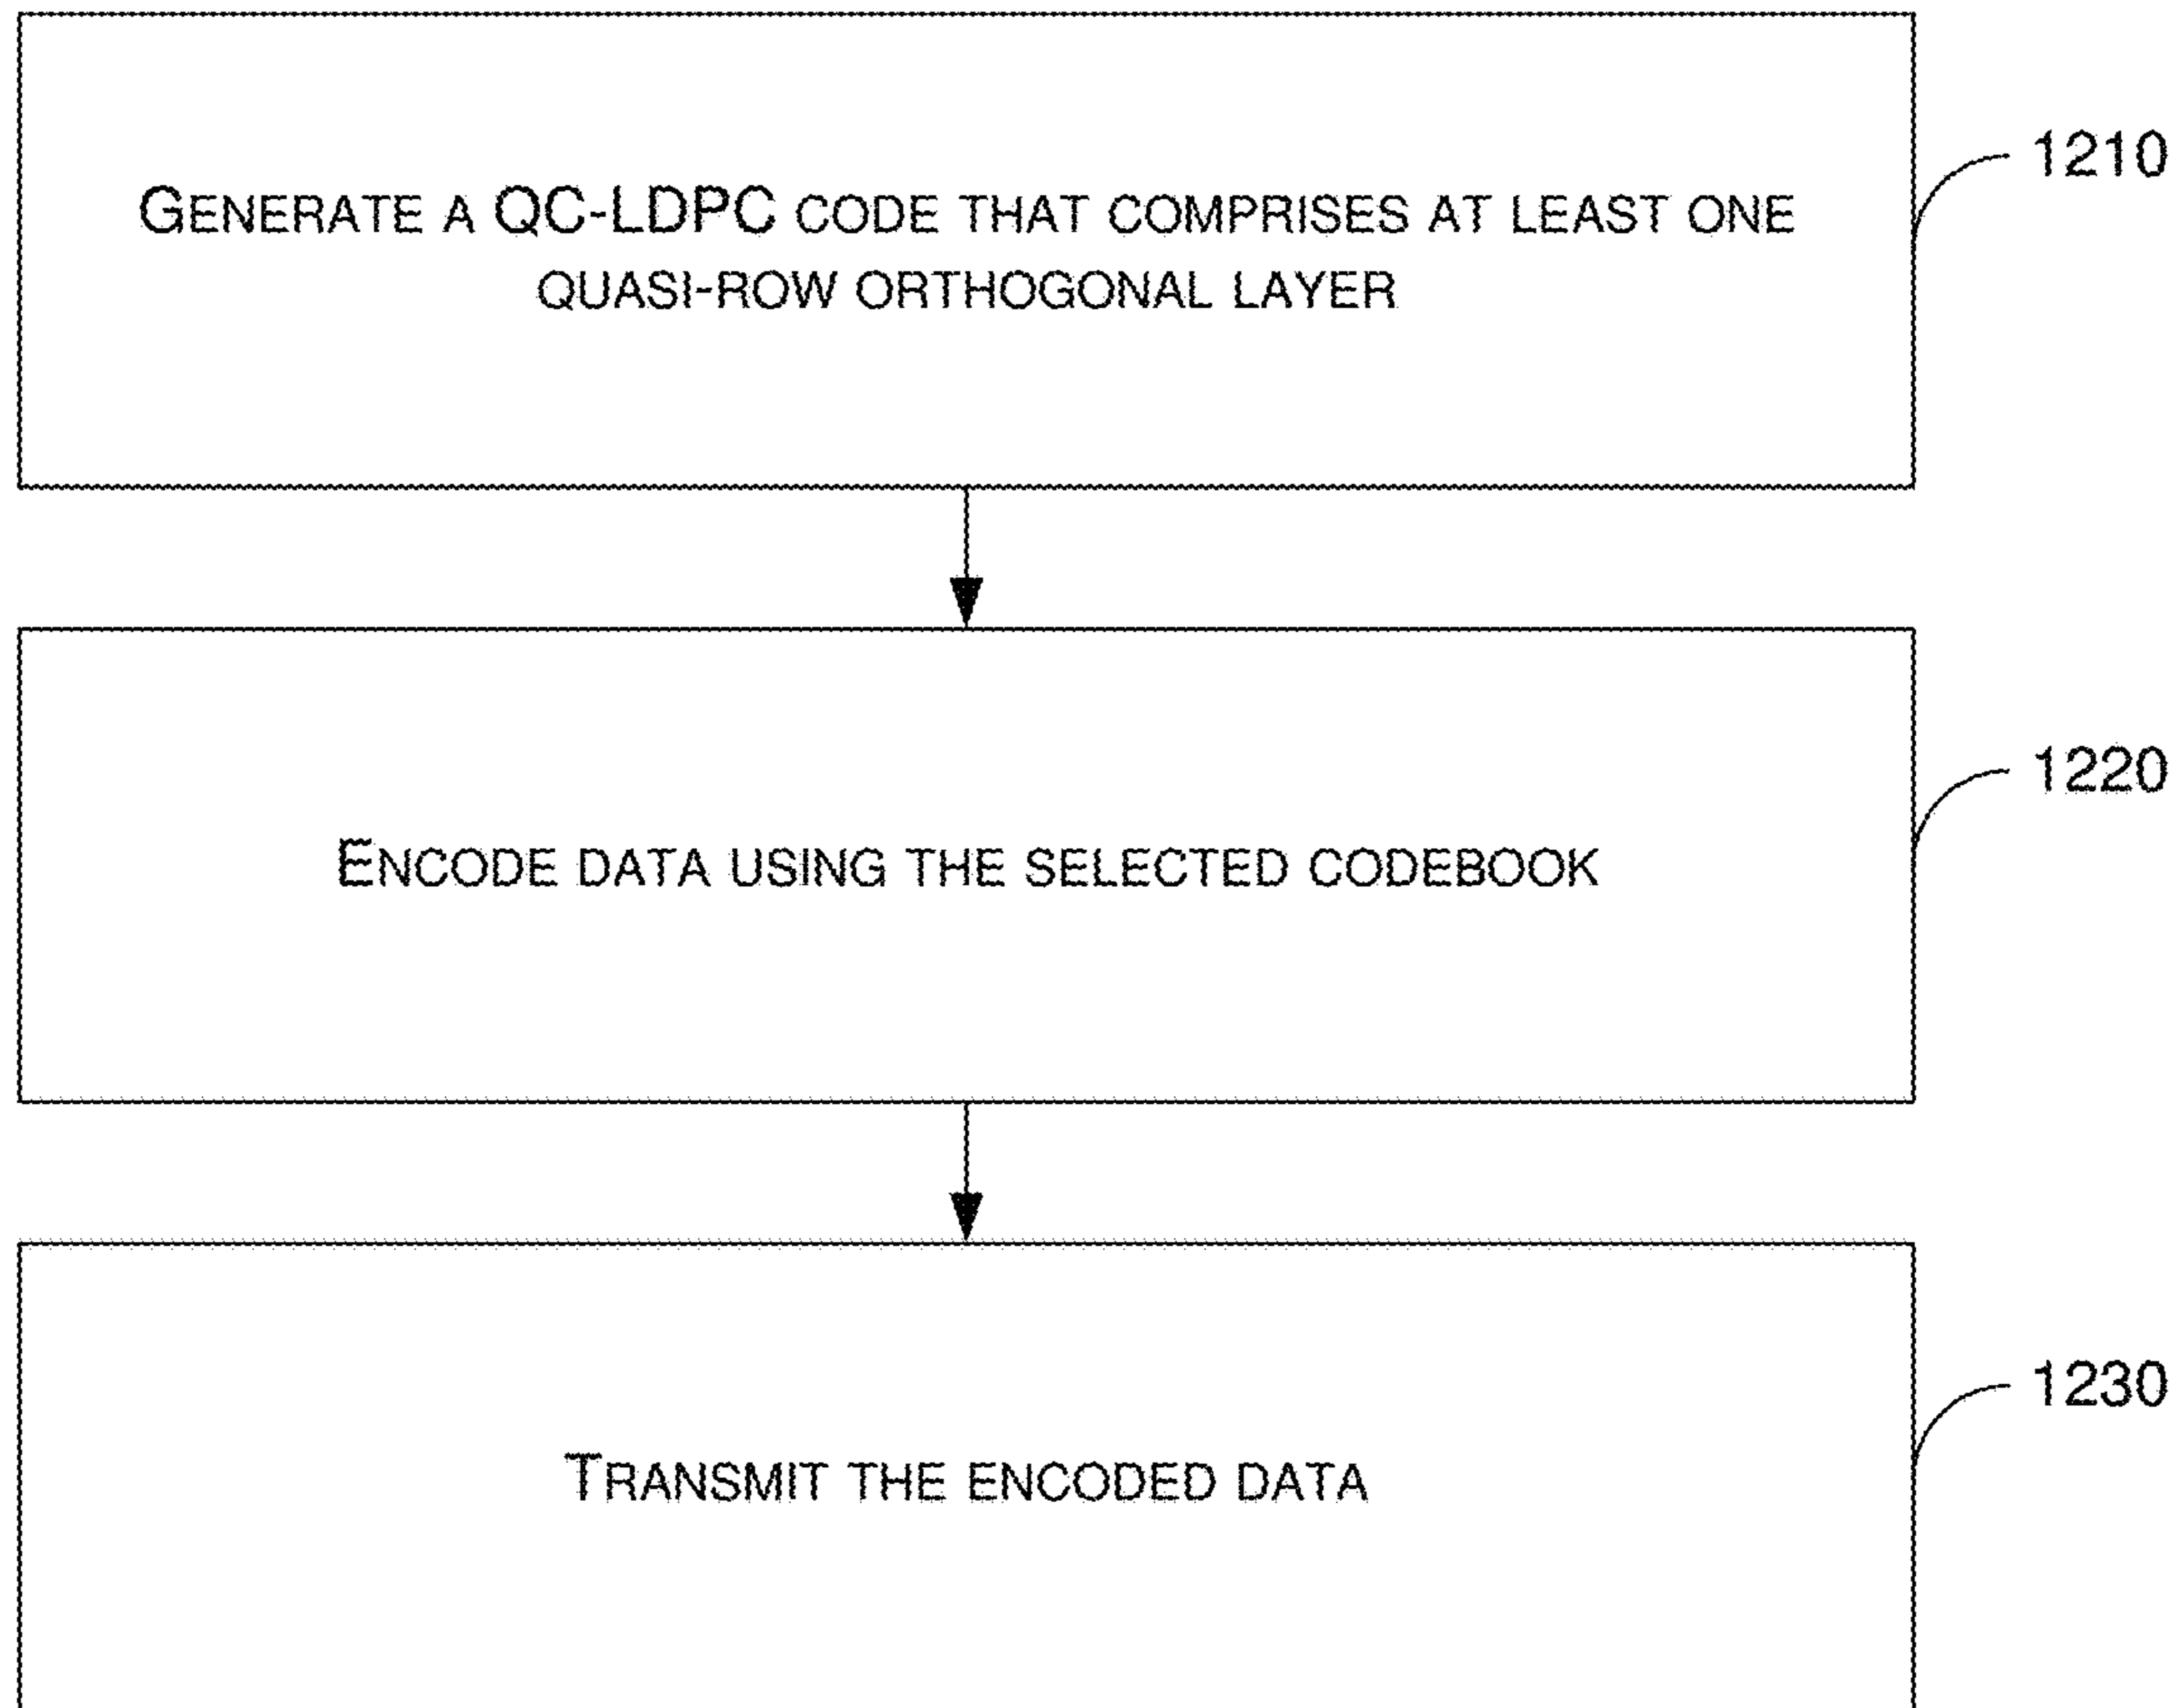 GENERATE A QC-LDPC CODE THAT COMPRISES AT LEAST ONE
QUASI-ROW ORTHOGONAL LAYER
1210
ENCODE DATA USING THE SELECTED CODEBOOK
1220
TRANSMIT THE ENCODED DATA
1230